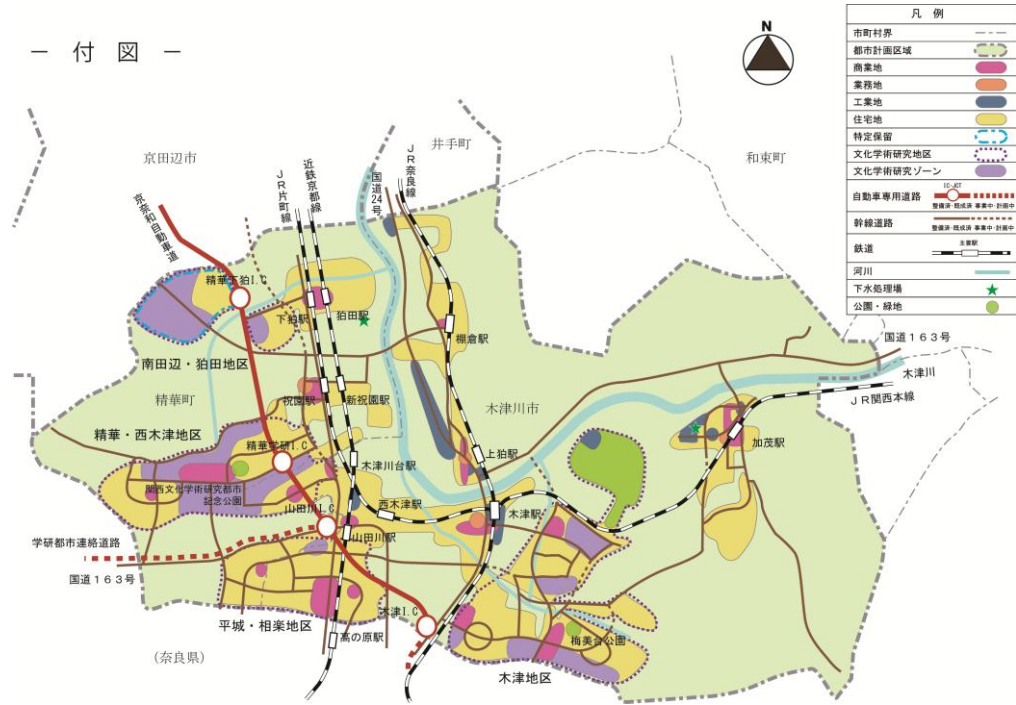 ― 付 図 ―
N
凡 例
市町村界
都市計画区域
商業地
業務地
工業地
住宅地
特定保留
文化学術研究地区
文化学術研究ゾーン
自動車専用道路
IC・JCT
整備済・既成済 事業中・計画中
幹線道路
整備済・既成済 事業中・計画中
鉄道
主要駅
河川
下水処理場
公園・緑地
京田辺市
井手町
和束町
京奈和自動車道
JR片町線
近鉄京都線
国道24号
JR奈良線
精華下狛I.C
下狛駅
狛田駅
棚倉駅
国道163号
木津川
JR関西本線
南田辺・狛田地区
精華町
祝園駅
新祝園駅
木津川市
加茂駅
精華・西木津地区
精華学研I.C
木津川台駅
上狛駅
関西文化学術研究都市
記念公園
山田川I.C
西木津駅
木津駅
学研都市連絡道路
山田川駅
国道163号
木津I.C
平城・相楽地区
高の原駅
梅美台公園
(奈良県)
木津地区